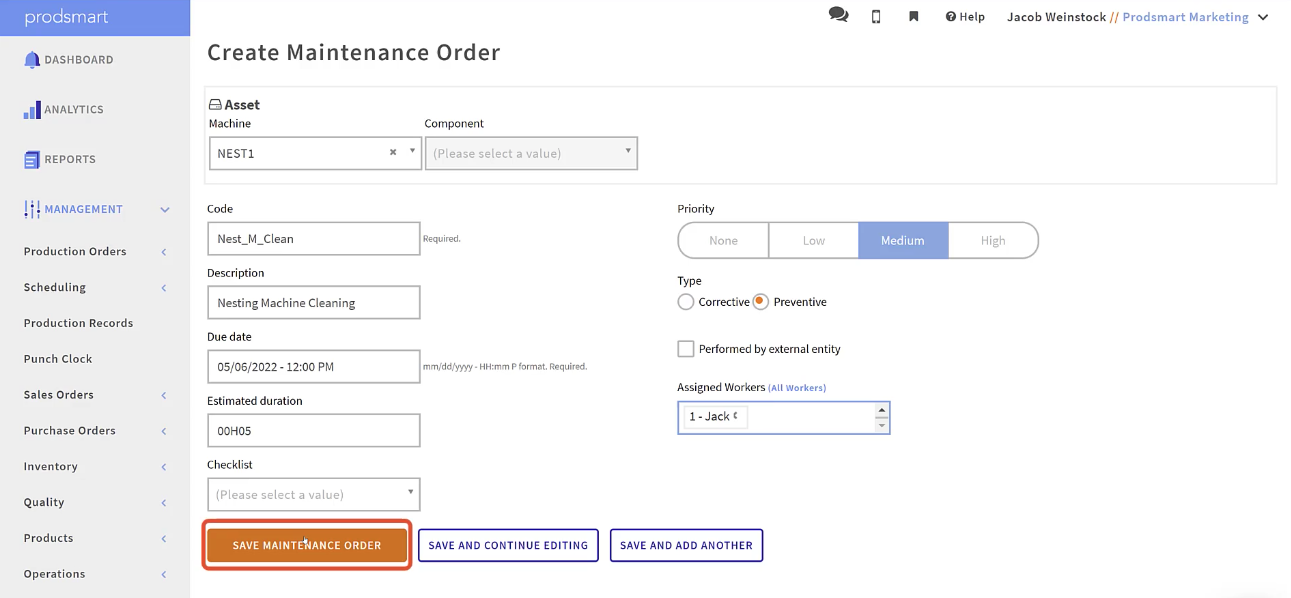 prodsmart
Help
Jacob Weinstock // Prodsmart Marketing
DASHBOARD
ANALYTICS
REPORTS
MANAGEMENT
Production Orders
Scheduling
Production Records
Punch Clock
Sales Orders
Purchase Orders
Inventory
Quality
Products
Operations
Create Maintenance Order
Asset
Machine
Component
NEST1
(Please select a value)
Code
Nest_M_Clean
Required.
Description
Nesting Machine Cleaning
Due date
05/06/2022 - 12:00 PM
mm/dd/yyyy - HH:mm P format. Required.
Estimated duration
00H05
Checklist
(Please select a value)
Priority
None
Low
Medium
High
Type
Corrective
Preventive
Performed by external entity
Assigned Workers (All Workers)
1 - Jack
SAVE MAINTENANCE ORDER
SAVE AND CONTINUE EDITING
SAVE AND ADD ANOTHER